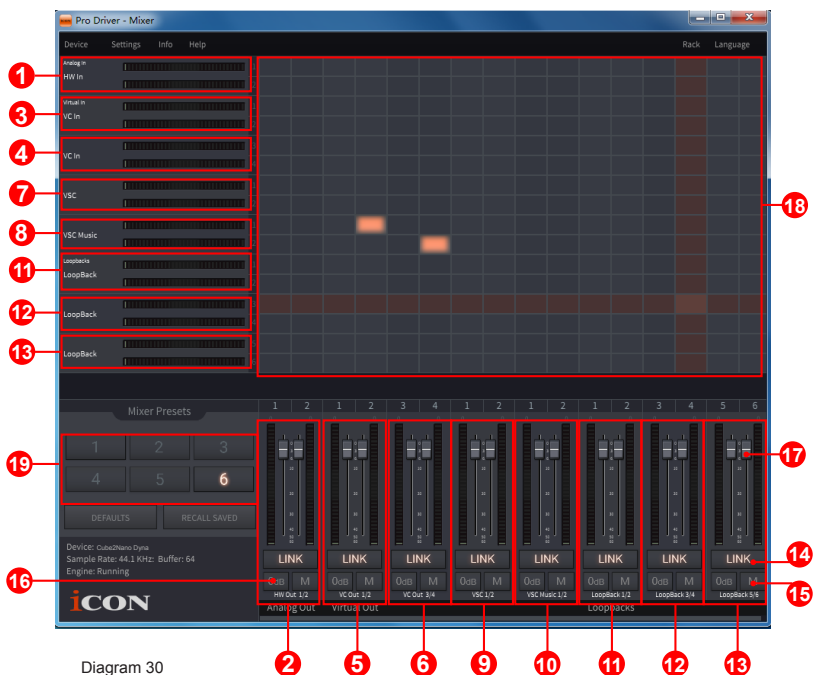 Pro Driver - Mixer
Device Settings Info Help Rack Language
Analog In
1 HW In
Virtual In
3 VC In
4 VC In
7 VSC
18
8 VSC Music
Loopbacks
11 LoopBack
12 LoopBack
13 LoopBack
1 2 1 2 3 4 1 2 1 2 1 2 3 4 5 6
Mixer Presets
19 1 2 3
17
4 5 6
DEFAULTS RECALL SAVED
Device: Cube2Nano Dyna
Sample Rate: 44.1 KHz: Buffer: 64
Engine: Running
LINK LINK LINK LINK LINK LINK LINK LINK 14
16 0dB M 0dB M 0dB M 0dB M 0dB M 0dB M 0dB M 0dB M 15
HW Out 1/2 VC Out 1/2 VC Out 3/4 VSC 1/2 VSC Music 1/2 LoopBack 1/2 LoopBack 3/4 LoopBack 5/6
iCON
Analog Out Virtual Out Loopbacks
Diagram 30
2 5 6 9 10 11 12 13